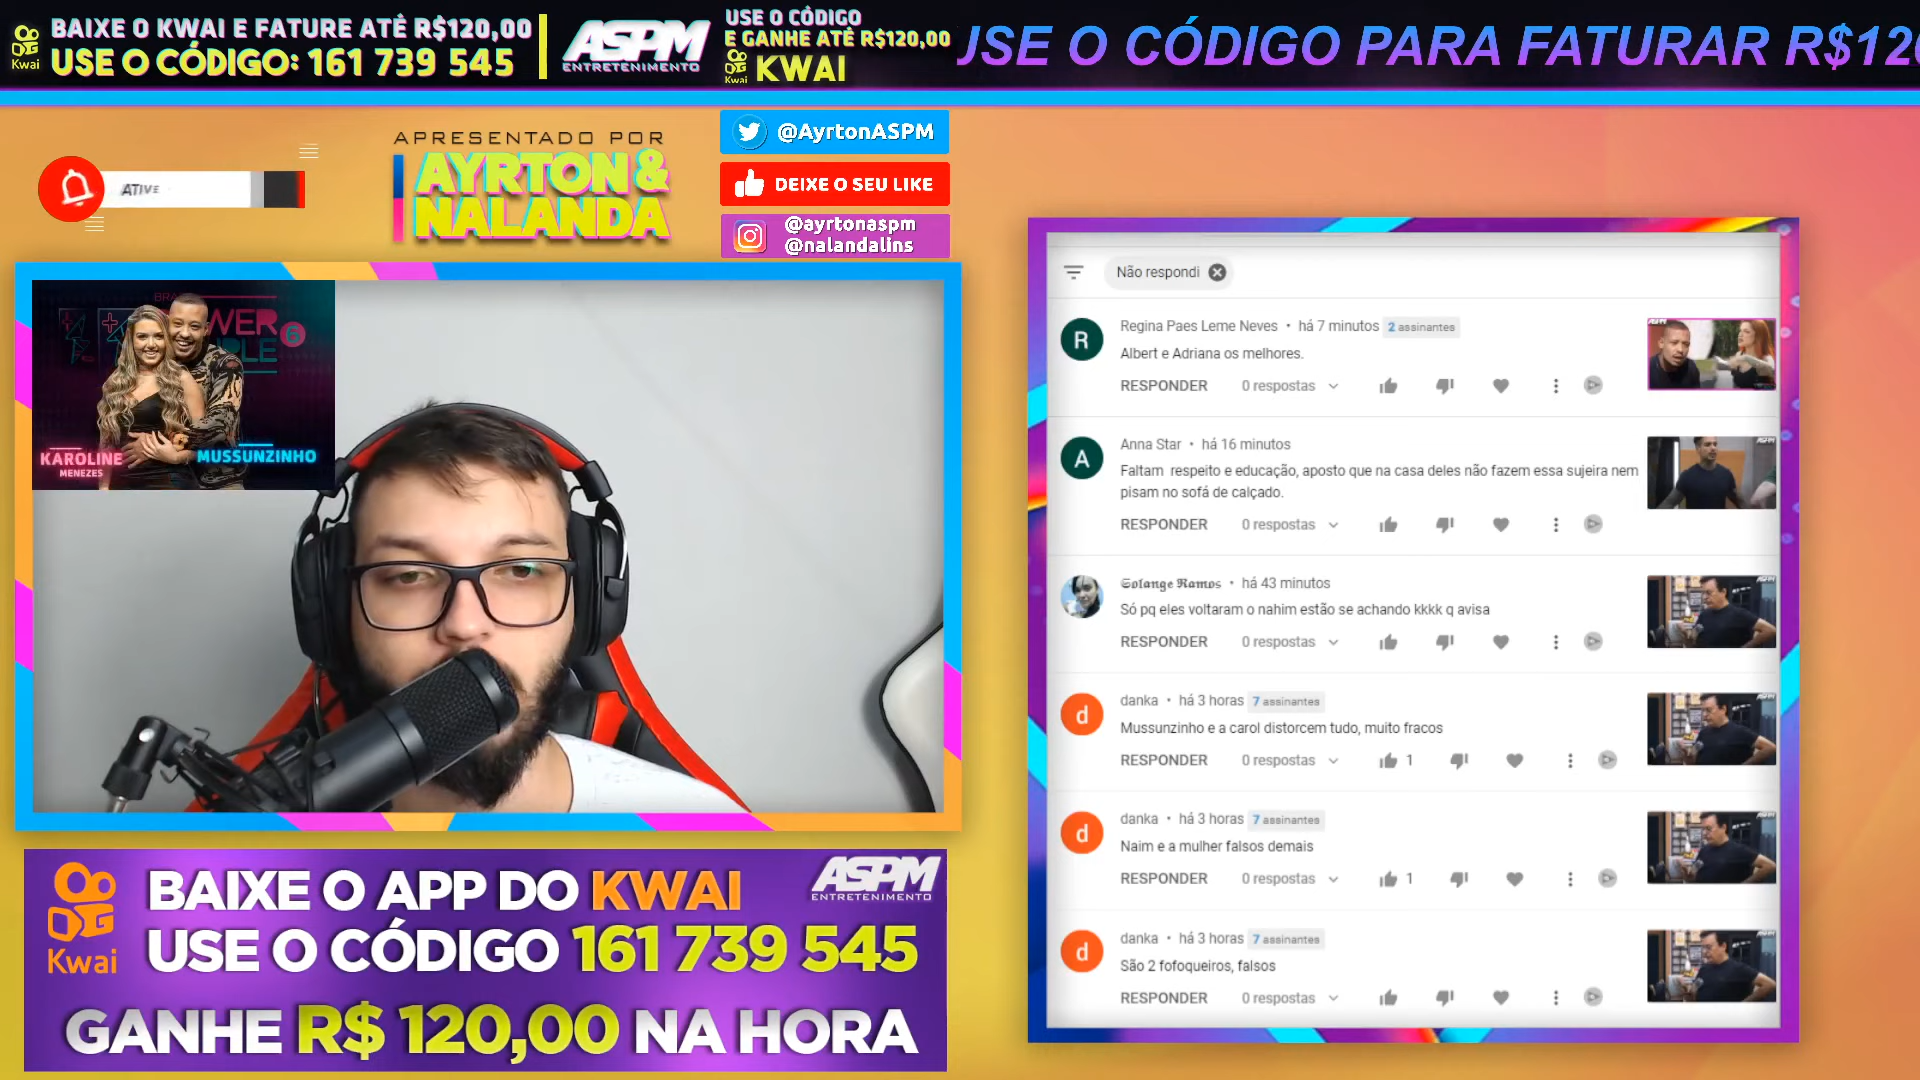 BAIXE O KWAI E FATURE ATÉ R$120,00
USE O CÓDIGO: 161 739 545
Kwai
ASPM
ENTRETENIMENTO
USE O CÓDIGO
E GANHE ATÉ R$120,00
Kwai
KWAI
USE O CÓDIGO PARA FATURAR R$120
ATIVE
APRESENTADO POR
AYRTON &
NALANDA
@AyrtonASPM
DEIXE O SEU LIKE
@ayrtonaspm
@nalandalins
KAROLINE
MENEZES
MUSSUNZINHO
Não respondi
R
Regina Paes Leme Neves • há 7 minutos 2 assinantes
Albert e Adriana os melhores.
RESPONDER 0 respostas
A
Anna Star • há 16 minutos
Faltam respeito e educação, aposto que na casa deles não fazem essa sujeira nem
pisam no sofá de calçado.
RESPONDER 0 respostas
𝕾𝖔𝖑𝖆𝖓𝖌𝖊 𝕽𝖆𝖒𝖔𝖘 • há 43 minutos
Só pq eles voltaram o nahim estão se achando kkkk q avisa
RESPONDER 0 respostas
d
danka • há 3 horas 7 assinantes
Mussunzinho e a carol distorcem tudo, muito fracos
RESPONDER 0 respostas 1
d
danka • há 3 horas 7 assinantes
Naim e a mulher falsos demais
RESPONDER 0 respostas 1
d
danka • há 3 horas 7 assinantes
São 2 fofoqueiros, falsos
RESPONDER 0 respostas
Kwai
BAIXE O APP DO KWAI
ASPM
ENTRETENIMENTO
USE O CÓDIGO 161 739 545
GANHE R$ 120,00 NA HORA